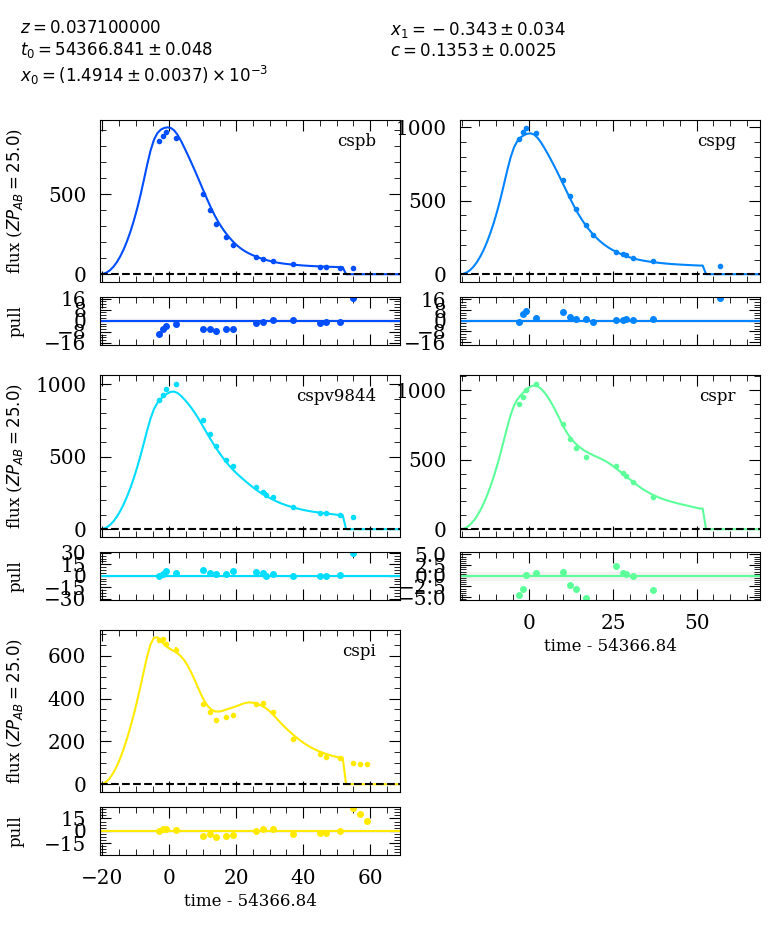 z = 0.037100000
t₀ = 54366.841 ± 0.048
x₀ = (1.4914 ± 0.0037) × 10⁻³
x₁ = −0.343 ± 0.034
c = 0.1353 ± 0.0025
flux (ZP_AB = 25.0)
500
0
cspb
1000
500
0
cspg
pull
16
8
0
−8
−16
16
8
0
−8
−16
flux (ZP_AB = 25.0)
1000
500
0
cspv9844
1000
500
0
cspr
pull
30
15
0
−15
−30
5.0
2.5
0.0
−2.5
−5.0
0 25 50
time - 54366.84
flux (ZP_AB = 25.0)
600
400
200
0
cspi
pull
15
0
−15
−20 0 20 40 60
time - 54366.84